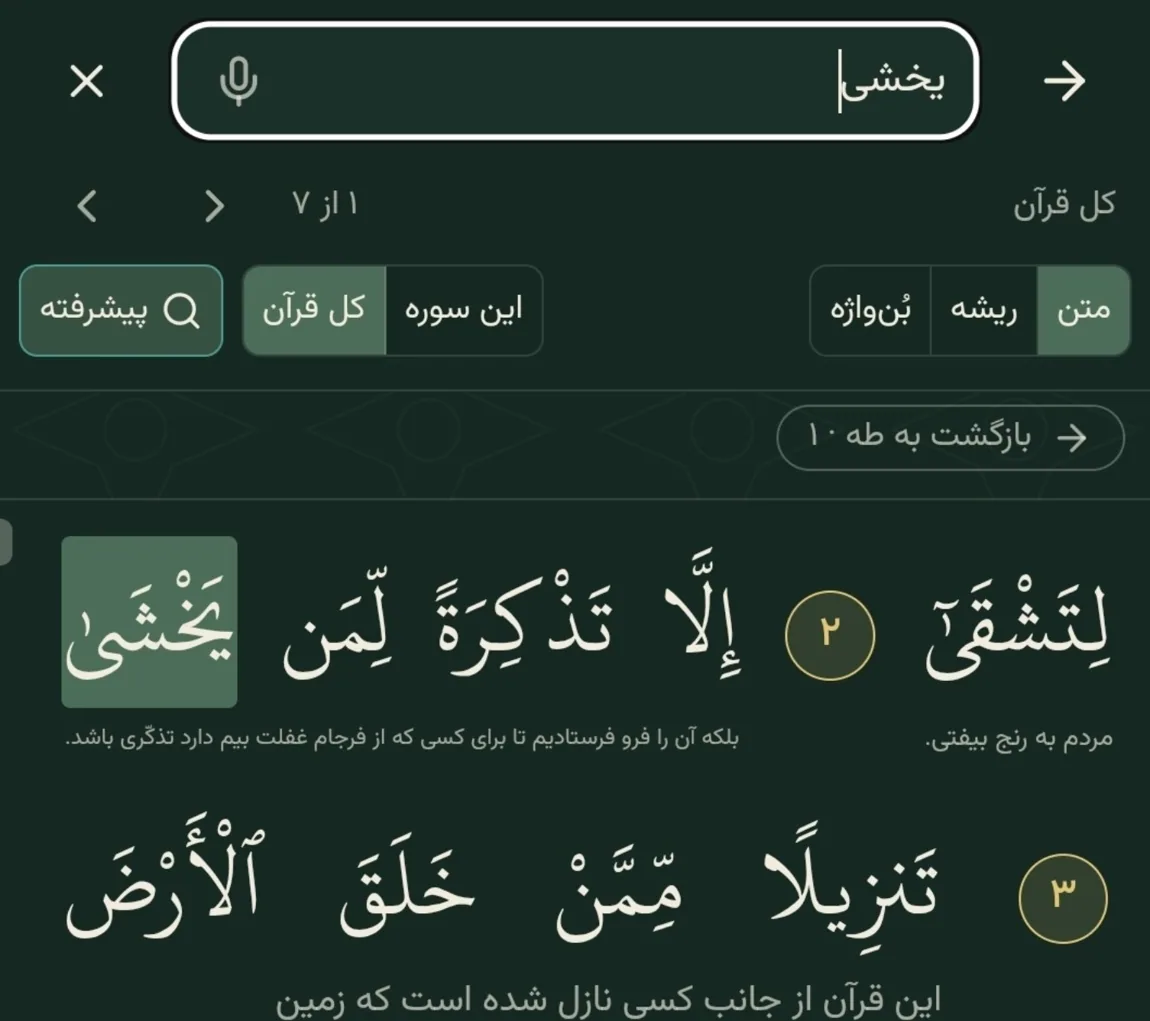 یخشی
کل قرآن ۱ از ۷
متن ریشه بُن‌واژه این سوره کل قرآن پیشرفته
بازگشت به طه ۱۰
لِتَشْقَىٰٓ ۲ إِلَّا تَذْكِرَةً لِّمَن يَخْشَىٰ
مردم به رنج بیفتی. بلکه آن را فرو فرستادیم تا برای کسی که از فرجام غفلت بیم دارد تذکّری باشد.
۳ تَنزِيلًا مِّمَّنْ خَلَقَ ٱلْأَرْضَ
این قرآن از جانب کسی نازل شده است که زمین